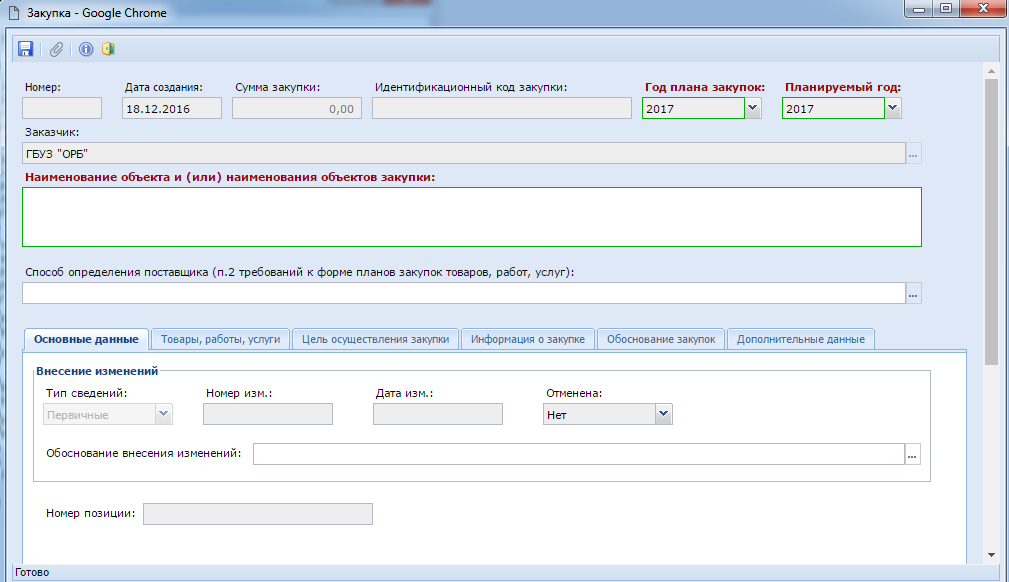 Закупка - Google Chrome
Номер: Дата создания: Сумма закупки: Идентификационный код закупки: Год плана закупок: Планируемый год:
18.12.2016 0,00 2017 2017
Заказчик:
ГБУЗ "ОРБ" ...
Наименование объекта и (или) наименования объектов закупки:
Способ определения поставщика (п.2 требований к форме планов закупок товаров, работ, услуг):
...
Основные данные Товары, работы, услуги Цель осуществления закупки Информация о закупке Обоснование закупок Дополнительные данные
Внесение изменений
Тип сведений: Номер изм.: Дата изм.: Отменена:
Первичные Нет
Обоснование внесения изменений: ...
Номер позиции:
Готово